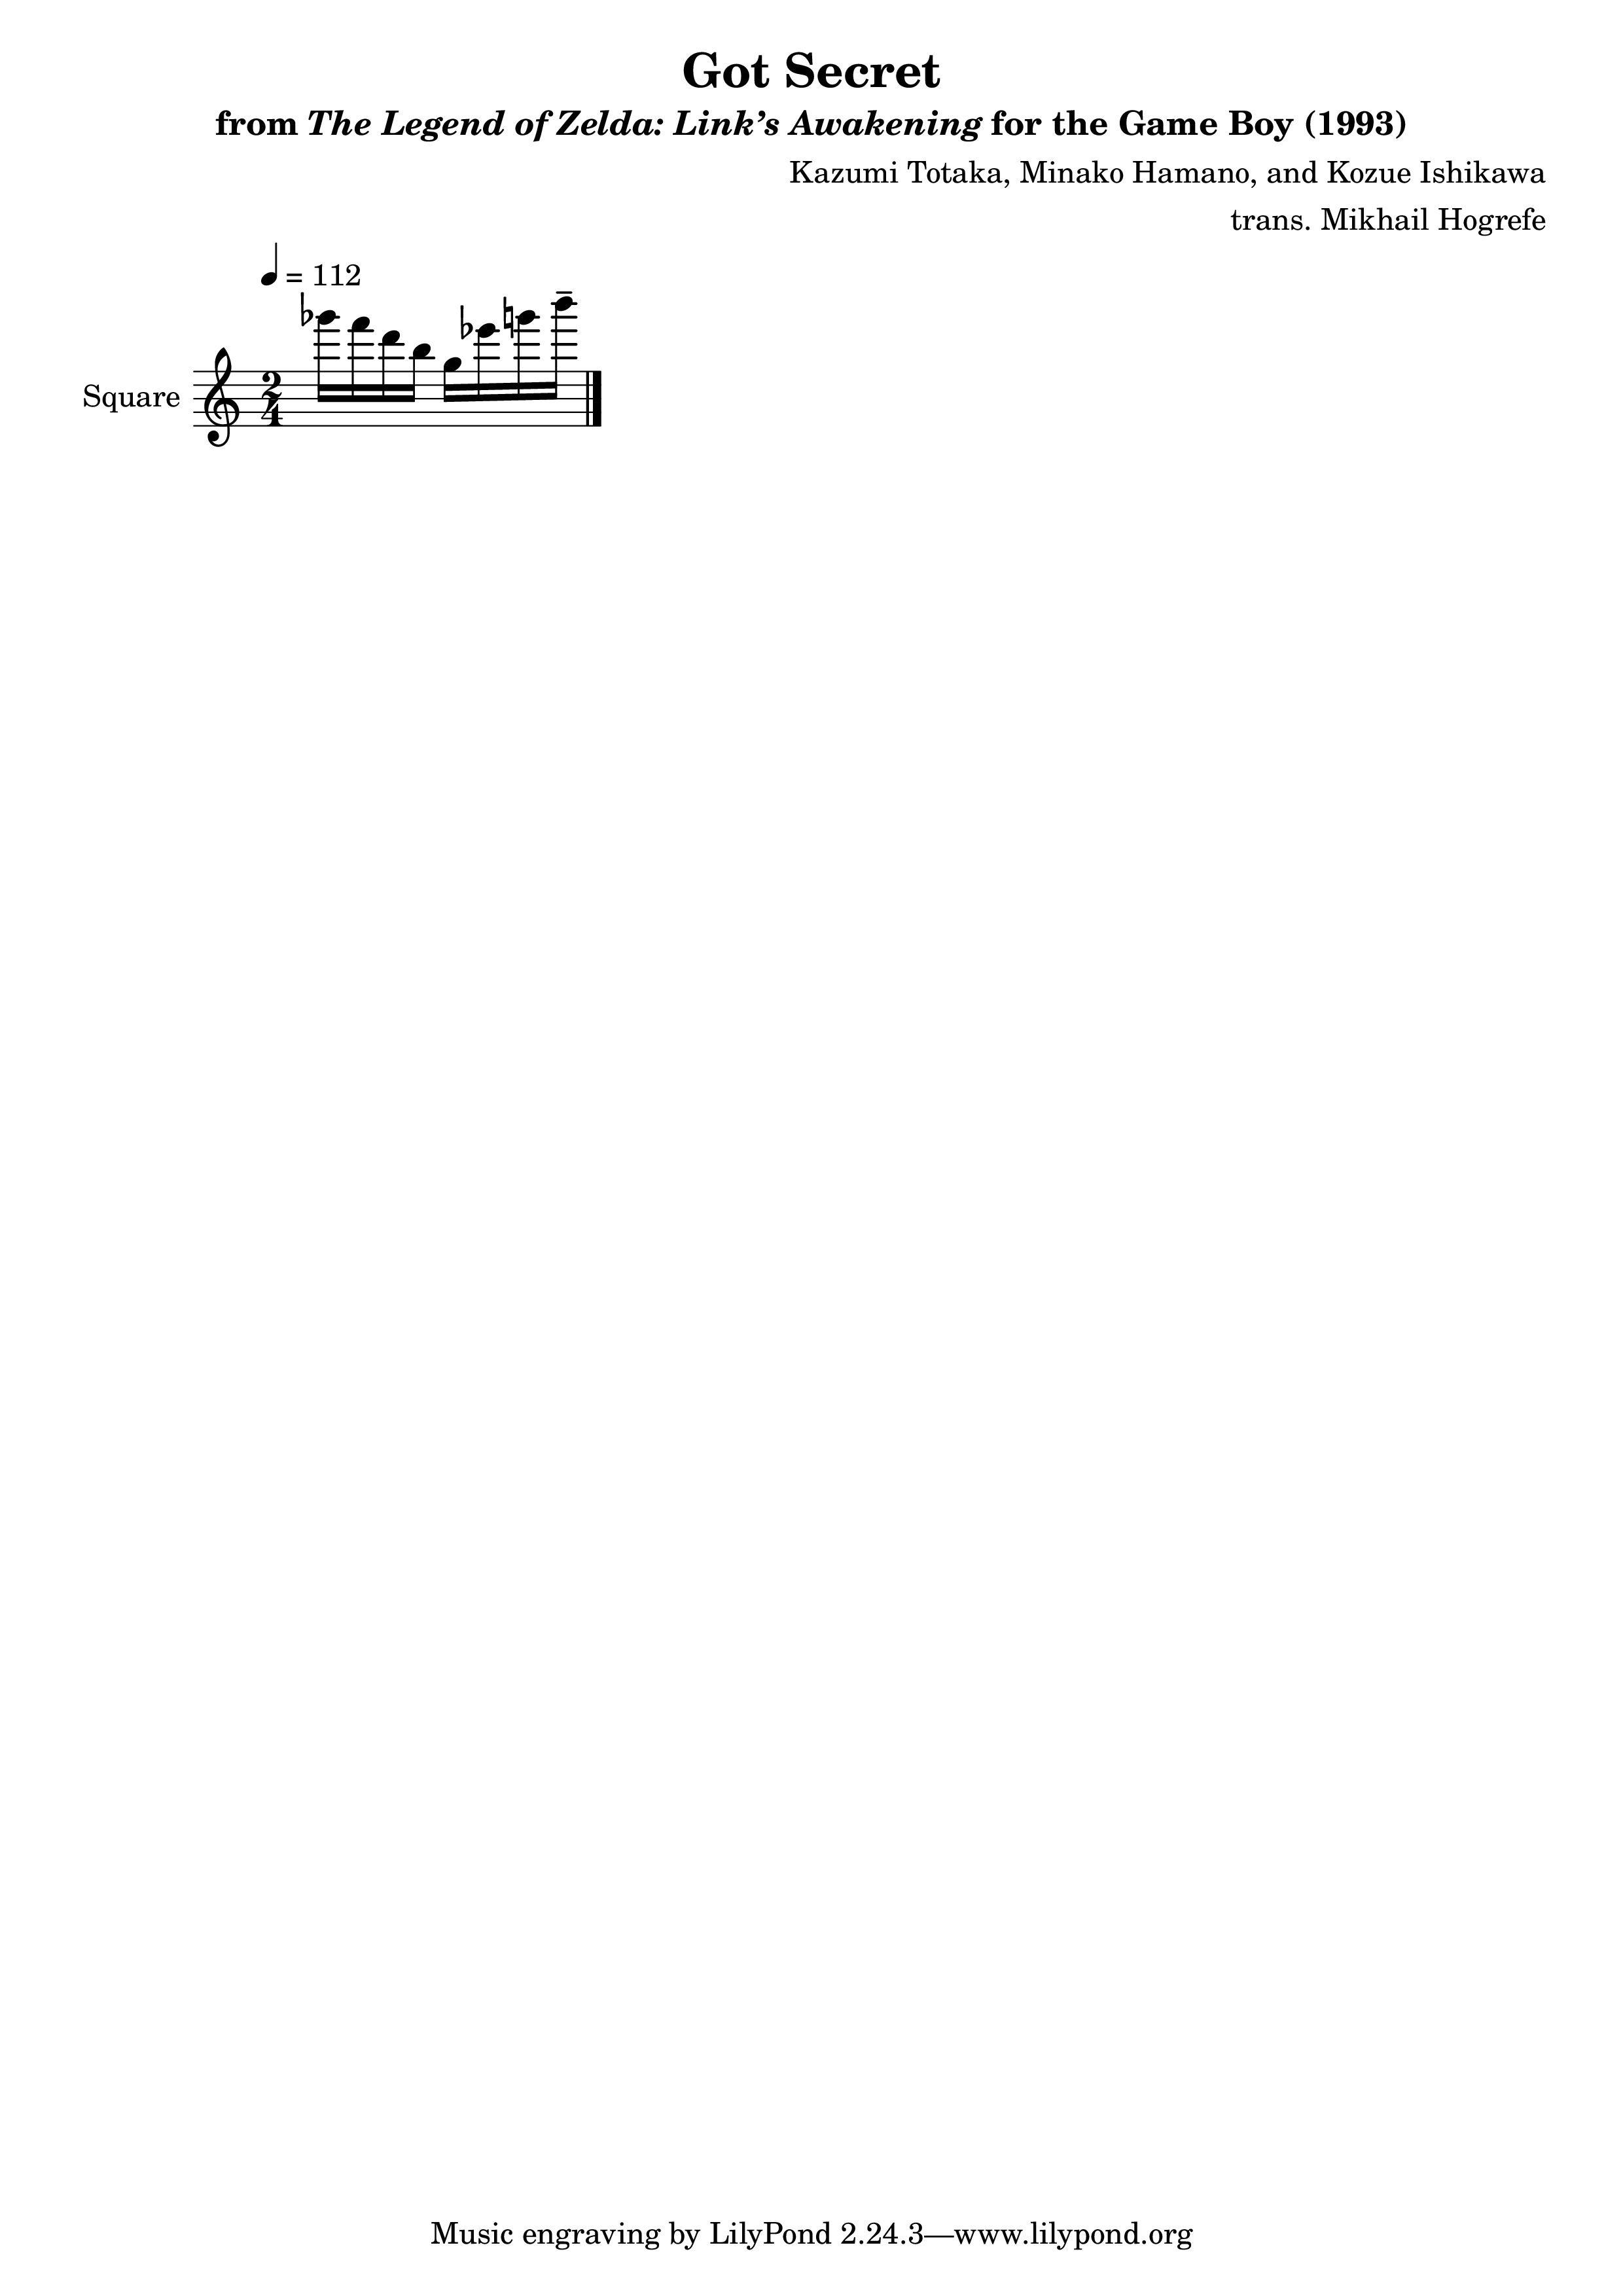 Got Secret
from The Legend of Zelda: Link’s Awakening for the Game Boy (1993)
Kazumi Totaka, Minako Hamano, and Kozue Ishikawa
trans. Mikhail Hogrefe
= 112
Square
2
4
Music engraving by LilyPond 2.24.3—www.lilypond.org